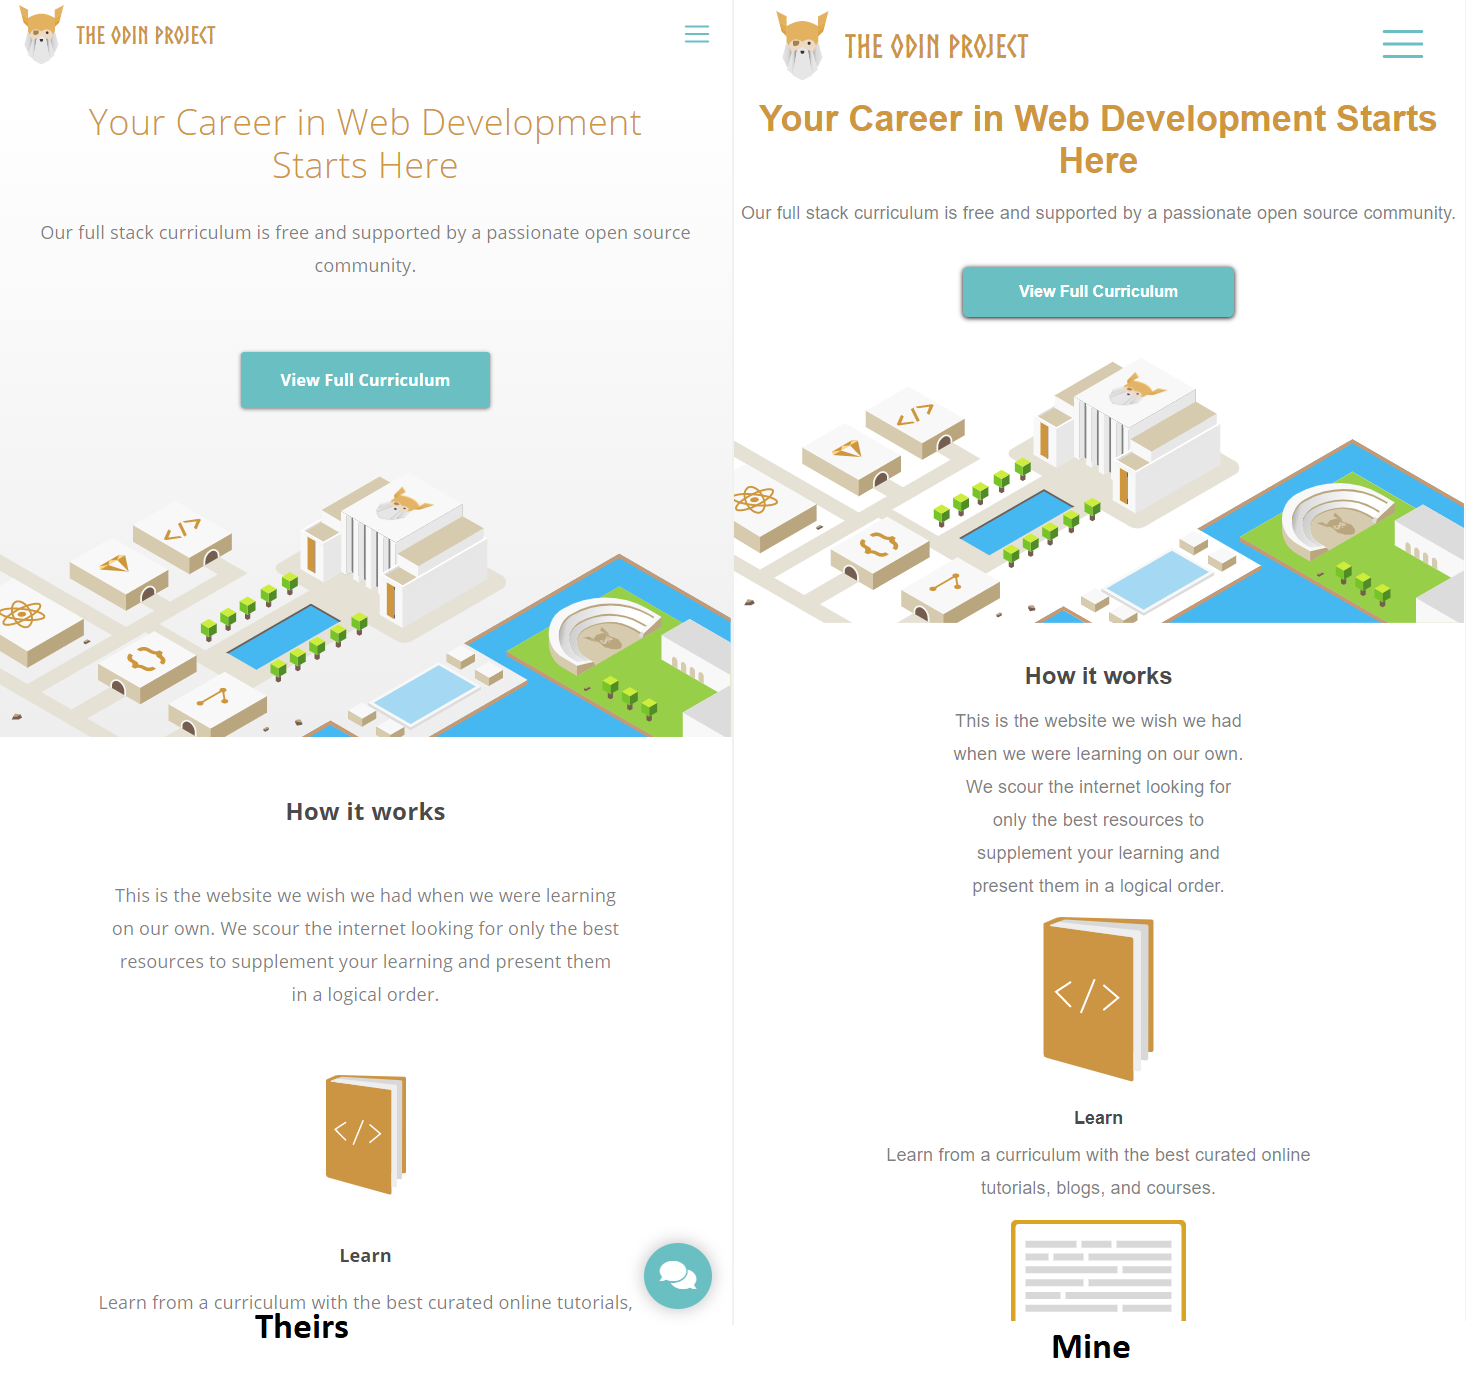 THE ODIN PROJECT
Your Career in Web Development
Starts Here
Our full stack curriculum is free and supported by a passionate open source
community.
View Full Curriculum
</>
How it works
This is the website we wish we had when we were learning
on our own. We scour the internet looking for only the best
resources to supplement your learning and present them
in a logical order.
</>
Learn
Learn from a curriculum with the best curated online tutorials,
Theirs
THE ODIN PROJECT
Your Career in Web Development Starts
Here
Our full stack curriculum is free and supported by a passionate open source community.
View Full Curriculum
</>
How it works
This is the website we wish we had
when we were learning on our own.
We scour the internet looking for
only the best resources to
supplement your learning and
present them in a logical order.
</>
Learn
Learn from a curriculum with the best curated online
tutorials, blogs, and courses.
Mine